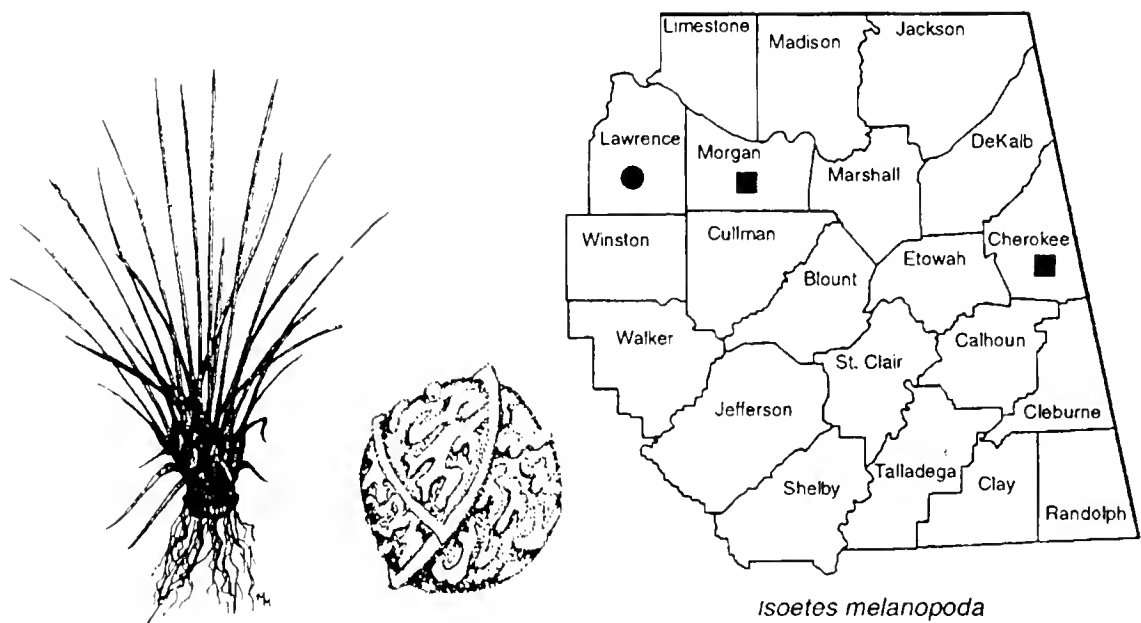 Limestone
Madison
Jackson
Lawrence
Morgan
Marshall
DeKalb
Winston
Cullman
Blount
Etowah
Cherokee
Walker
St. Clair
Calhoun
Jefferson
Cleburne
Shelby
Talladega
Clay
Randolph
Isoetes melanopoda